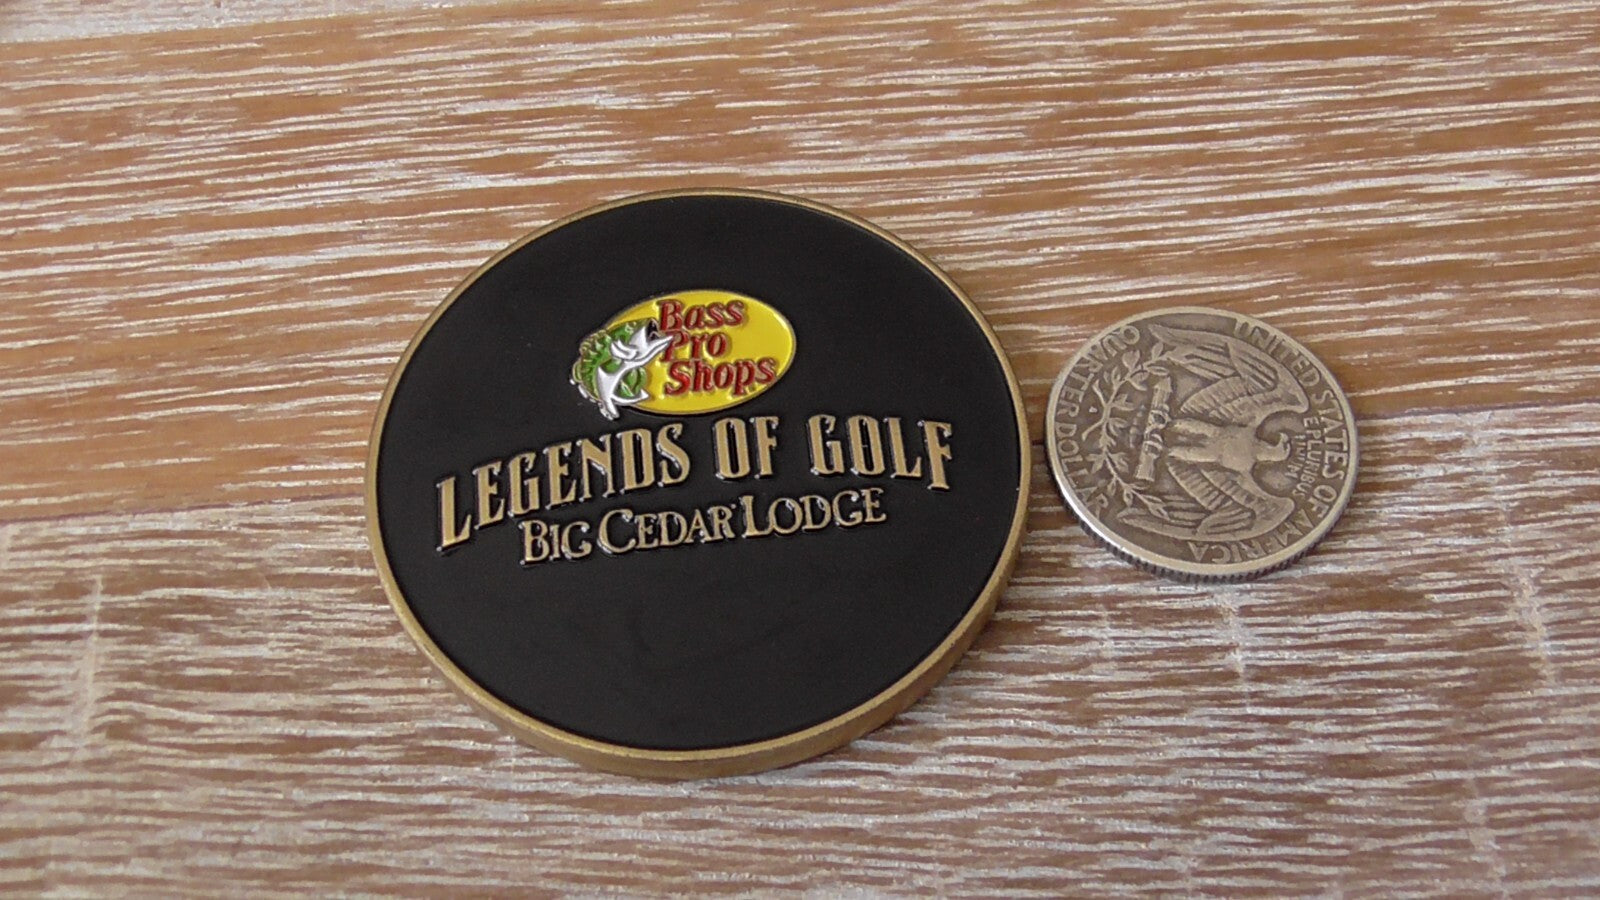 Bass
Pro
Shops
LEGENDS OF GOLF
BIG CEDAR LODGE
UNITED STATES OF AMERICA
E PLURIBUS
UNUM
QUARTER DOLLAR